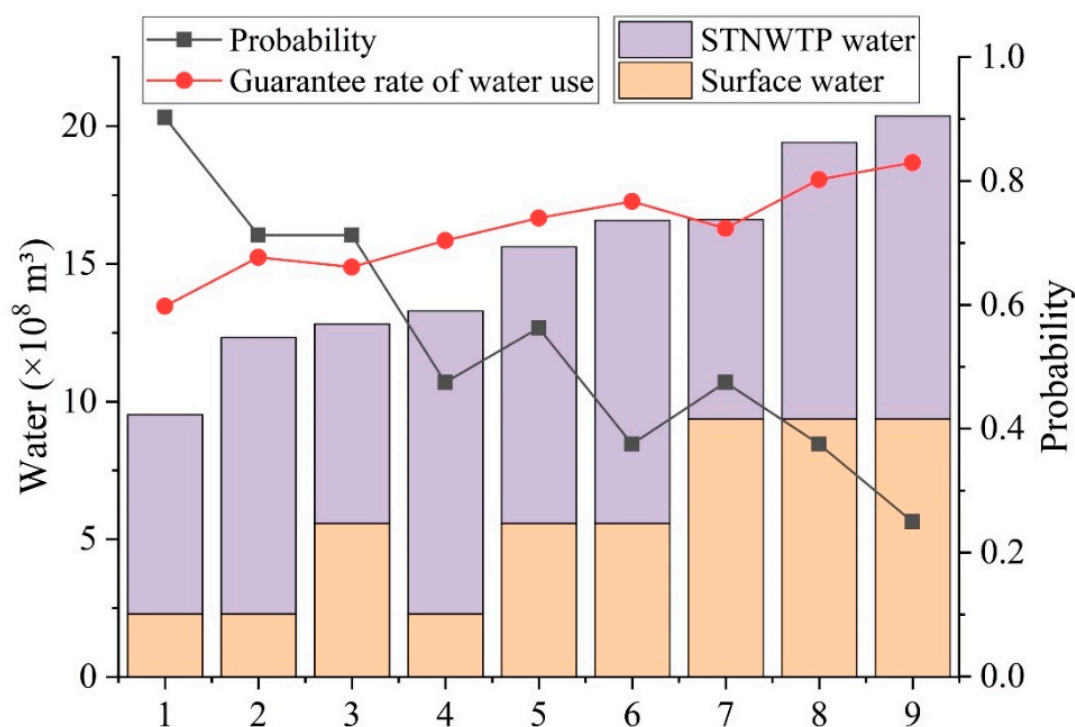 Probability
Guarantee rate of water use
STNWTP water
Surface water
Water (×10⁸ m³)
20
15
10
5
0
1 2 3 4 5 6 7 8 9
1.0
0.8
0.6
0.4
0.2
0.0
Probability